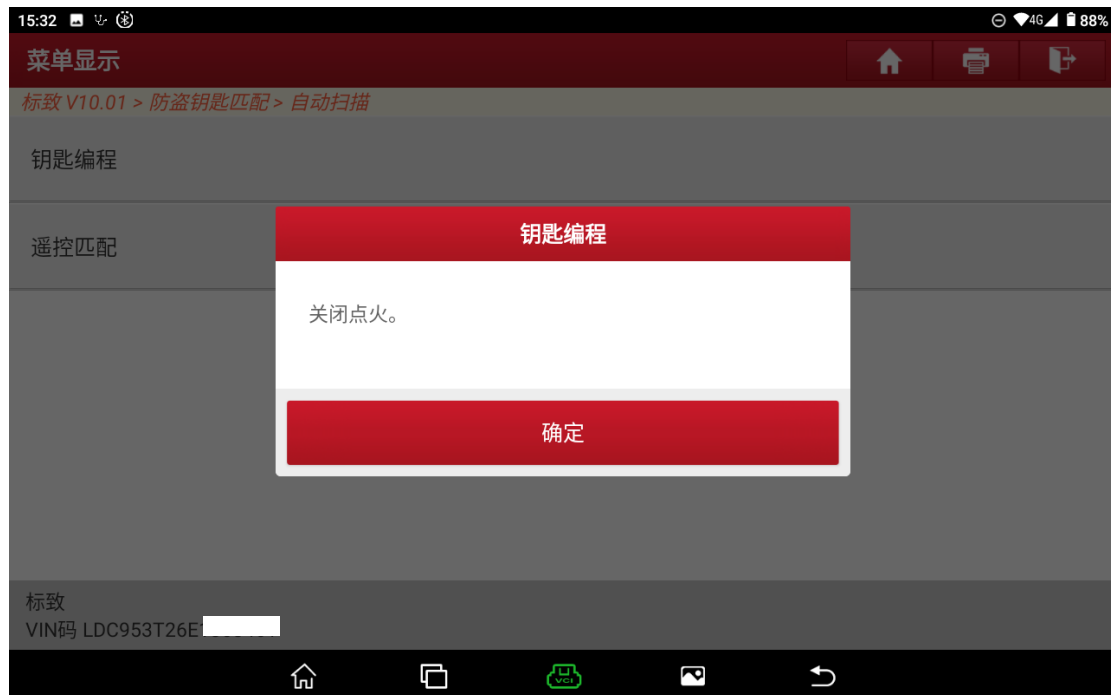 15:32
4G 88%
菜单显示
标致 V10.01 > 防盗钥匙匹配 > 自动扫描
钥匙编程
遥控匹配
钥匙编程
关闭点火。
确定
标致
VIN码 LDC953T26E
VCI